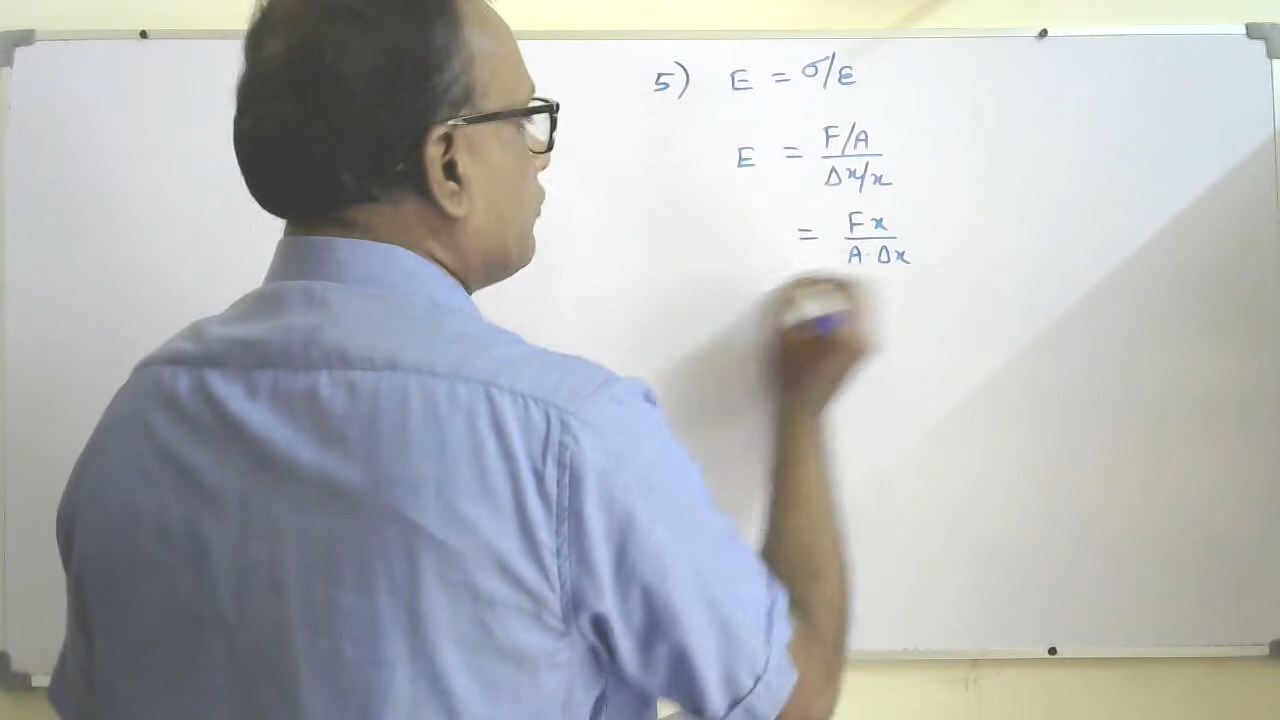 5) E = σ/ε
E = F/A / Δx/x
= Fx / A·Δx